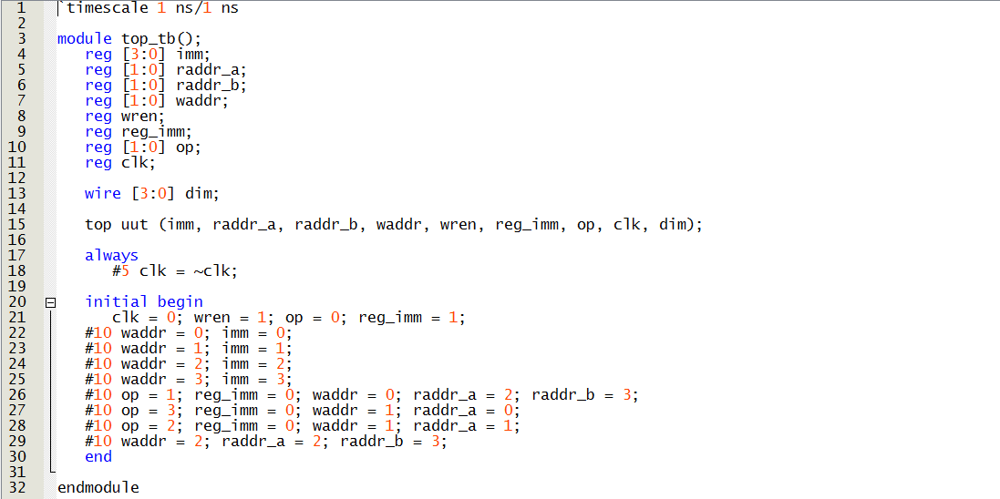 1 `timescale 1 ns/1 ns
2
3 module top_tb();
4 reg [3:0] imm;
5 reg [1:0] raddr_a;
6 reg [1:0] raddr_b;
7 reg [1:0] waddr;
8 reg wren;
9 reg reg_imm;
10 reg [1:0] op;
11 reg clk;
12
13 wire [3:0] dim;
14
15 top uut (imm, raddr_a, raddr_b, waddr, wren, reg_imm, op, clk, dim);
16
17 always
18 #5 clk = ~clk;
19
20 initial begin
21 clk = 0; wren = 1; op = 0; reg_imm = 1;
22 #10 waddr = 0; imm = 0;
23 #10 waddr = 1; imm = 1;
24 #10 waddr = 2; imm = 2;
25 #10 waddr = 3; imm = 3;
26 #10 op = 1; reg_imm = 0; waddr = 0; raddr_a = 2; raddr_b = 3;
27 #10 op = 3; reg_imm = 0; waddr = 1; raddr_a = 0;
28 #10 op = 2; reg_imm = 0; waddr = 1; raddr_a = 1;
29 #10 waddr = 2; raddr_a = 2; raddr_b = 3;
30 end
31
32 endmodule